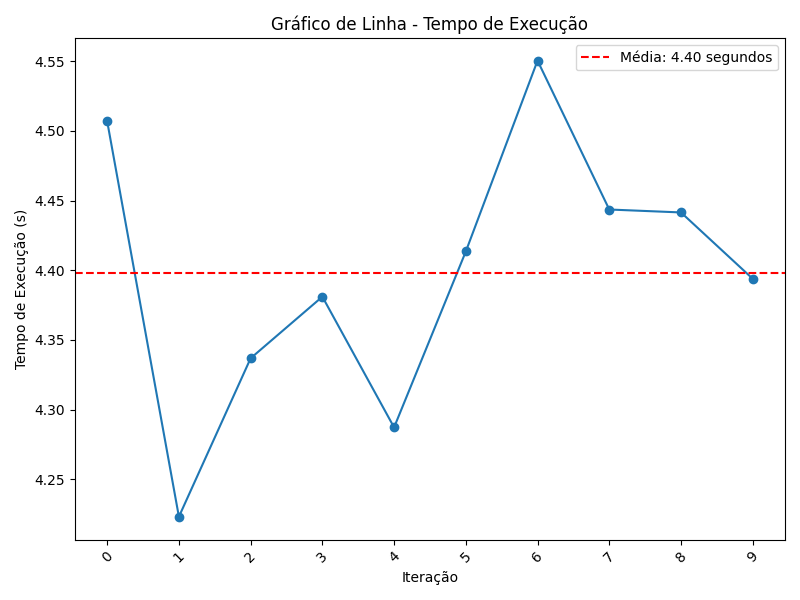 Gráfico de Linha - Tempo de Execução
Média: 4.40 segundos
4.55
4.50
4.45
4.40
4.35
4.30
4.25
Tempo de Execução (s)
0 1 2 3 4 5 6 7 8 9
Iteração